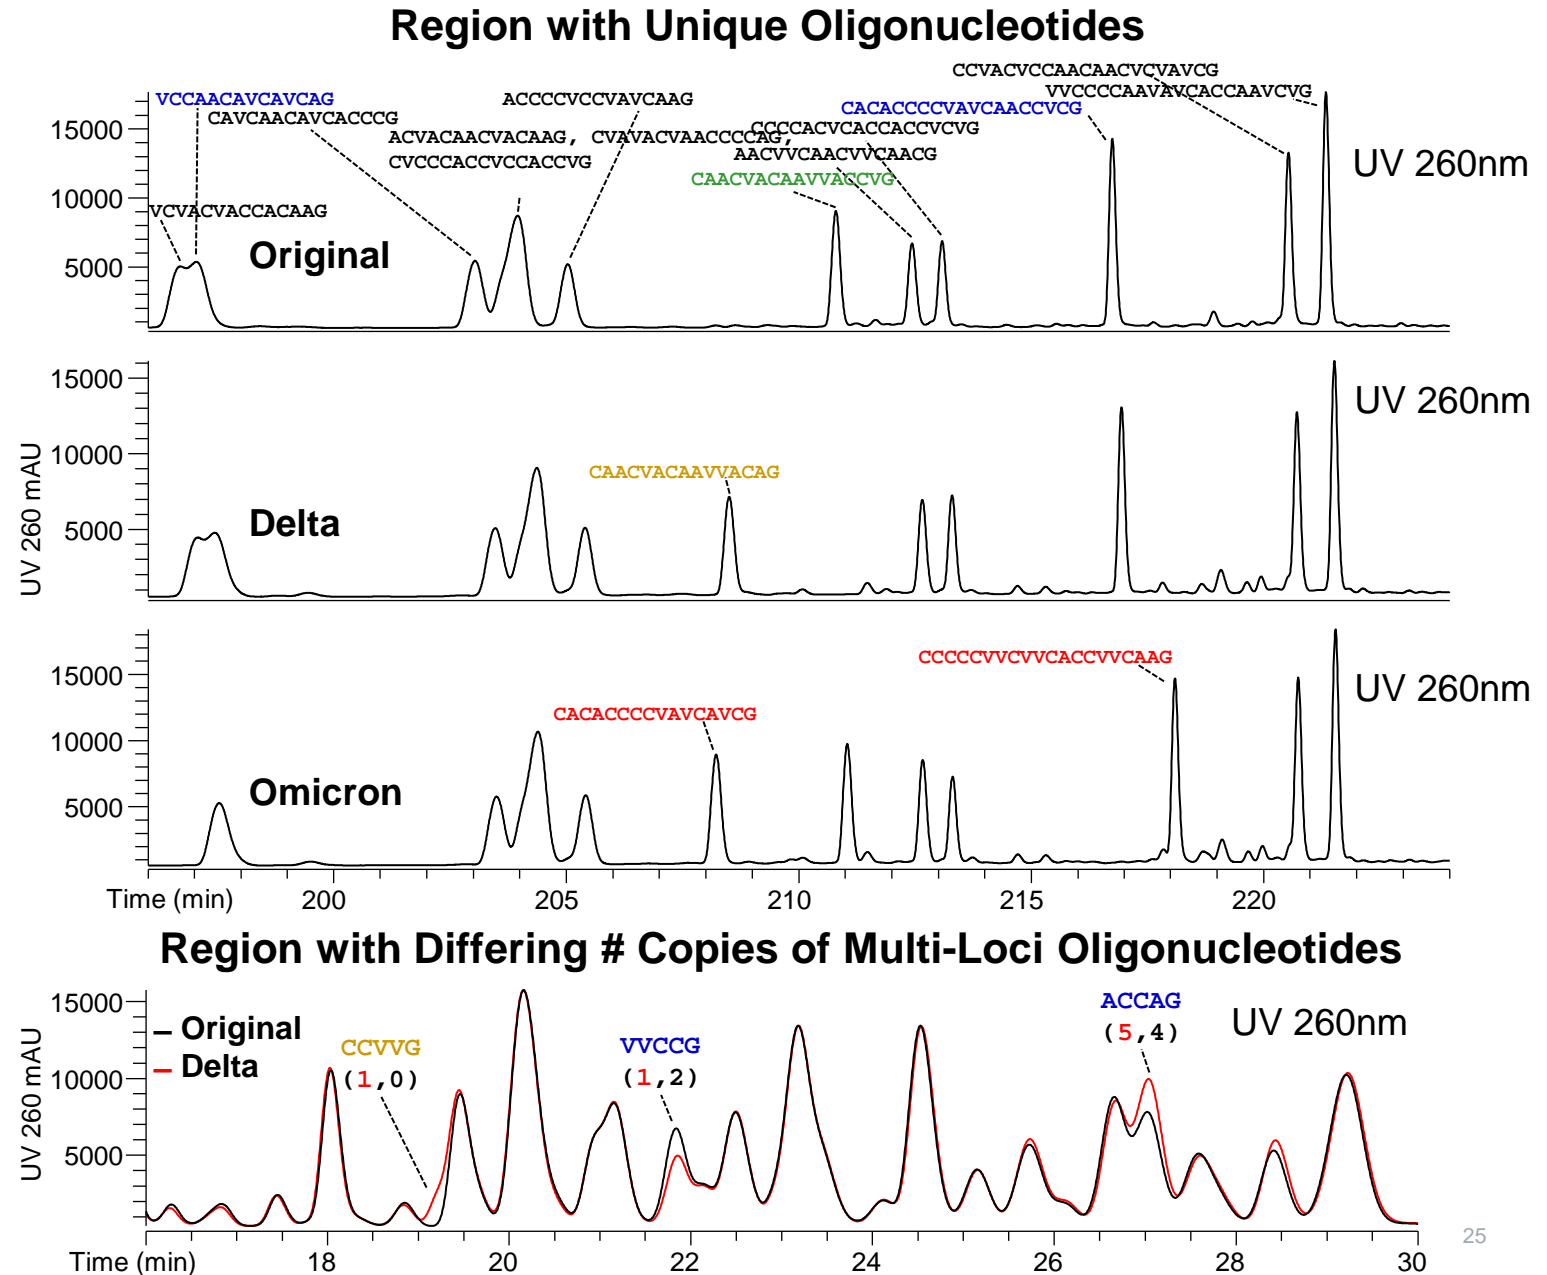 Region with Unique Oligonucleotides
CCVACVCCAACAACVCVAVCG
VCCAACAVCAVCAG
ACCCCVCCVAVCAAG
VVCCCCAAVAVCACCAAVCVG
CACACCCCVAVCAACCVCG
CAVCAACAVCACCCG
ACVACAACVACAAG, CVAVACVAACCCCAG,
CCCCACVCACCACCVCVG
CVCCCACCVCCACCVG
AACVVCAACVVCAACG
CAACVACAAVVACCVG
VCVACVACCACAAG
UV 260nm
Original
15000
10000
5000
UV 260nm
CAACVACAAVVACAG
Delta
15000
10000
5000
UV 260 mAU
CCCCCVVCVVCACCVVCAAG
UV 260nm
CACACCCCVAVCAVCG
Omicron
15000
10000
5000
Time (min) 200 205 210 215 220
Region with Differing # Copies of Multi-Loci Oligonucleotides
Original
Delta
CCVVG
(1,0)
VVCCG
(1,2)
ACCAG
(5,4)
UV 260nm
15000
10000
5000
UV 260 mAU
Time (min) 18 20 22 24 26 28 30
25